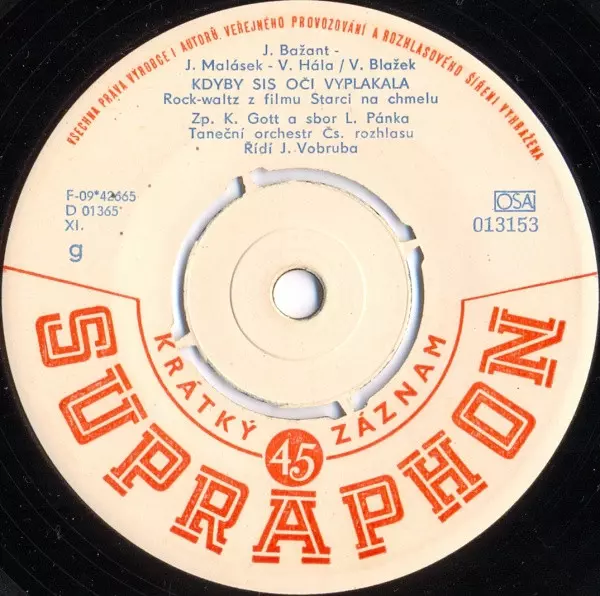 VŠECHNA PRÁVA VÝROBCE I AUTORŮ. VEŘEJNÉHO PROVOZOVÁNÍ A ROZHLASOVÉHO ŠÍŘENÍ VYHRAŽENA
J. Bažant -
J. Malásek - V. Hála / V. Blažek
KDYBY SIS OČI VYPLAKALA
Rock-waltz z filmu Starci na chmelu
Zp. K. Gott a sbor L. Pánka
Taneční orchestr Čs. rozhlasu
Řídí J. Vobruba
F-09*42665
D 01365
XI.
g
OSA
013153
KRÁTKÝ 45 ZÁZNAM
SUPRAPHON